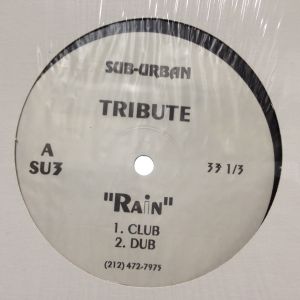 SUB-URBAN
TRIBUTE
A
SU3
33 1/3
"Rain"
1. CLUB
2. DUB
(212) 472-7975